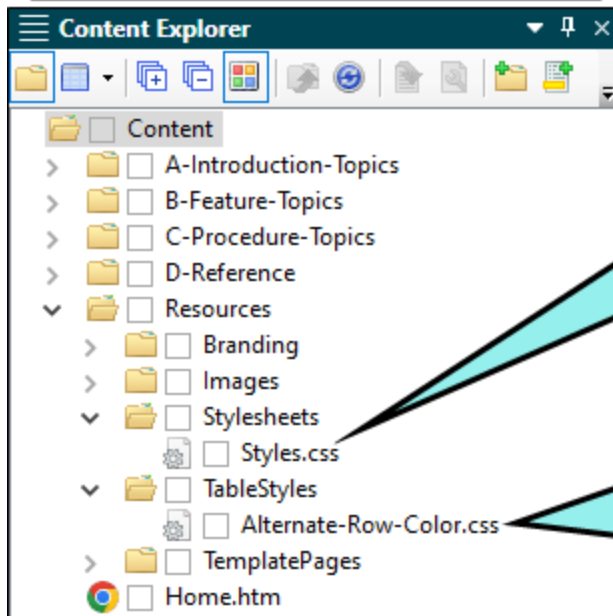 Content Explorer
Content
A-Introduction-Topics
B-Feature-Topics
C-Procedure-Topics
D-Reference
Resources
Branding
Images
Stylesheets
Styles.css
TableStyles
Alternate-Row-Color.css
TemplatePages
Home.htm